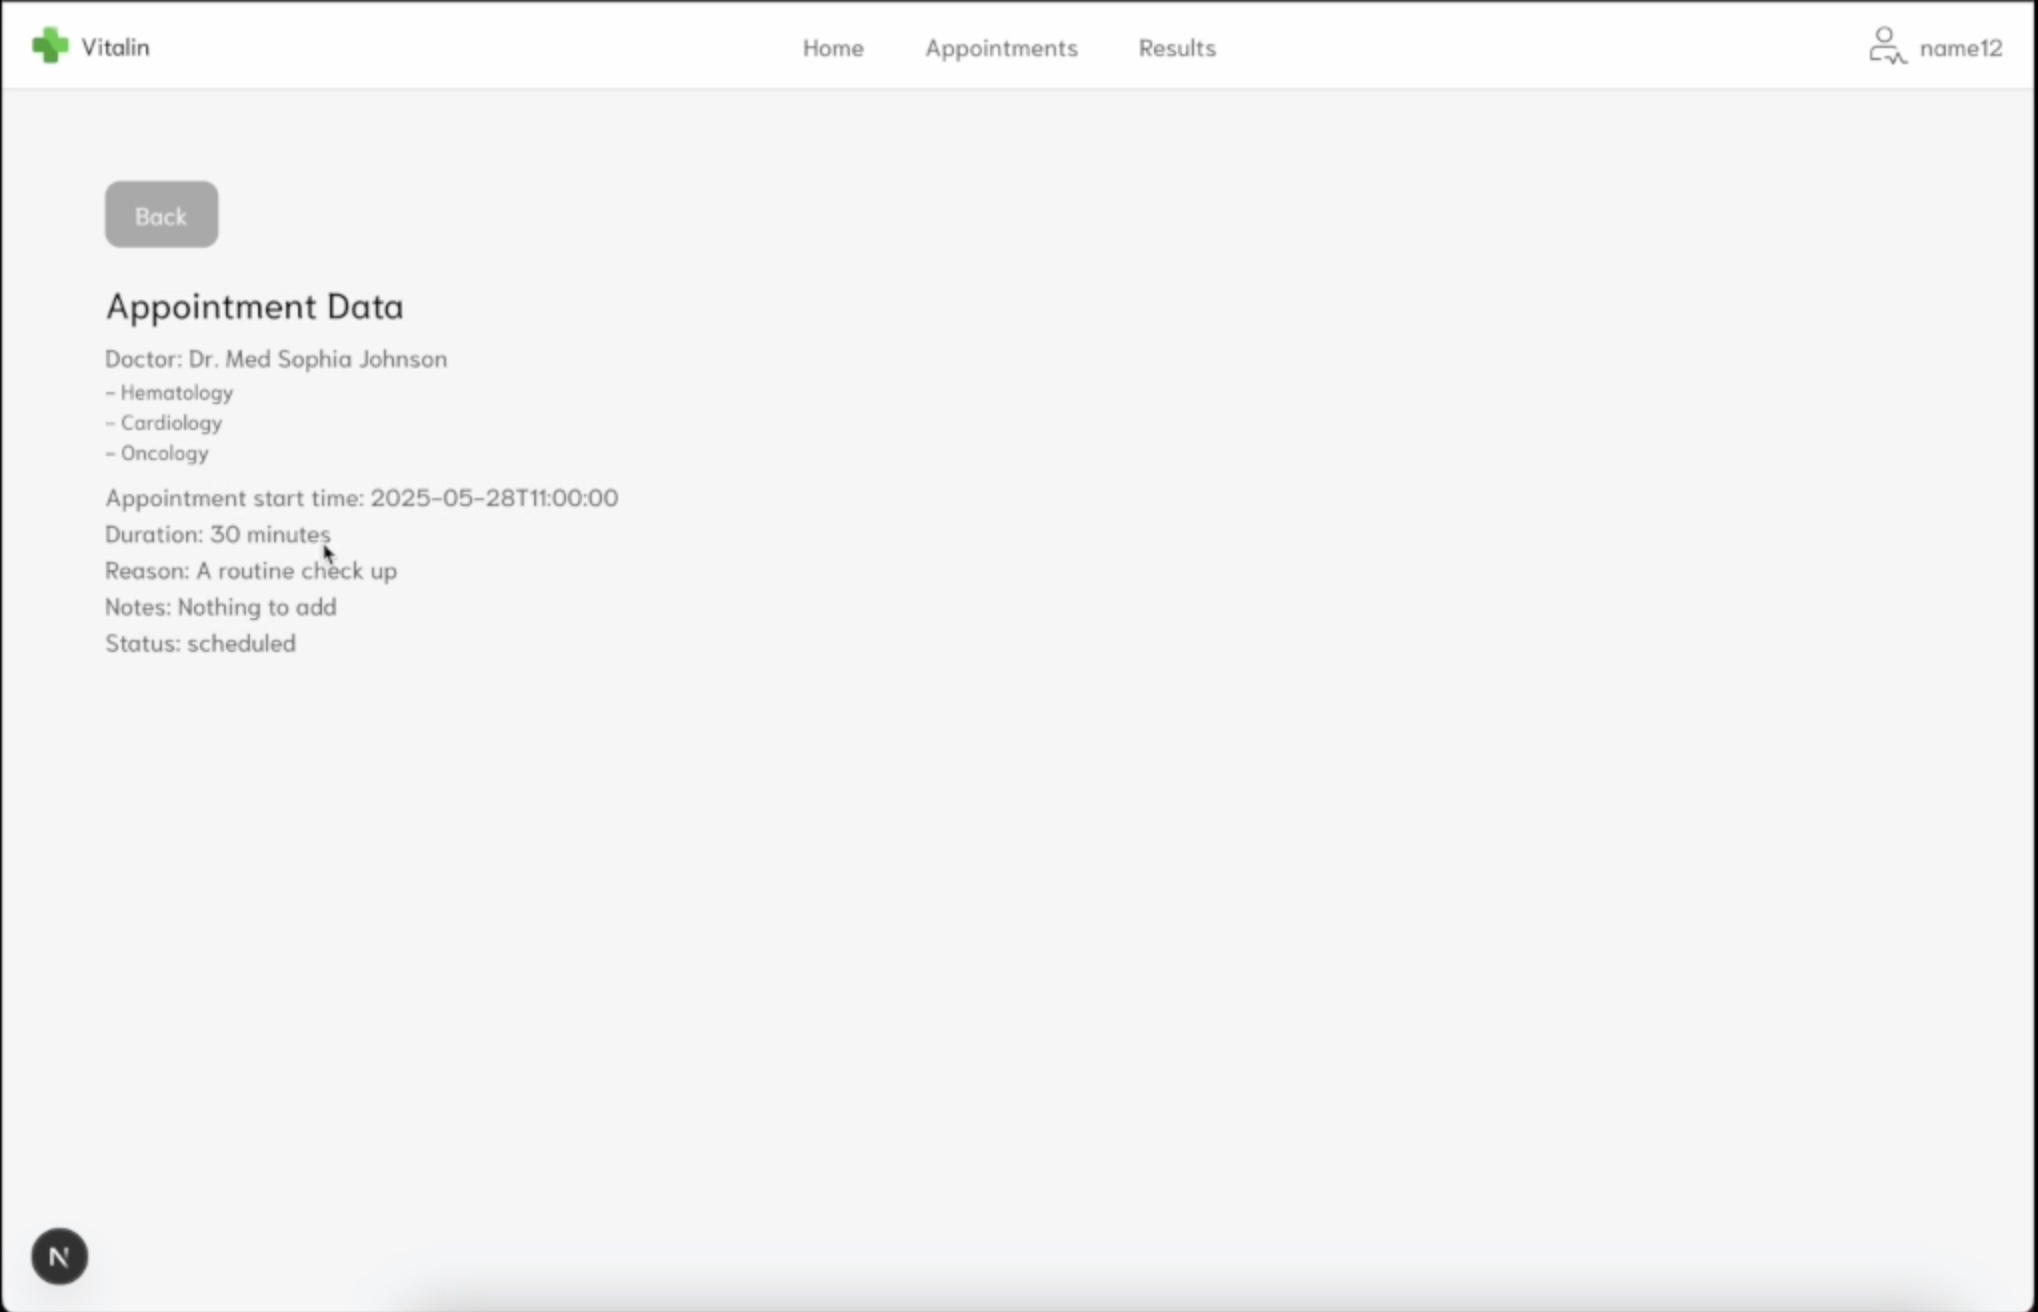 Vitalin
Home Appointments Results
name12
Back
Appointment Data
Doctor: Dr. Med Sophia Johnson
- Hematology
- Cardiology
- Oncology
Appointment start time: 2025-05-28T11:00:00
Duration: 30 minutes
Reason: A routine check up
Notes: Nothing to add
Status: scheduled
N